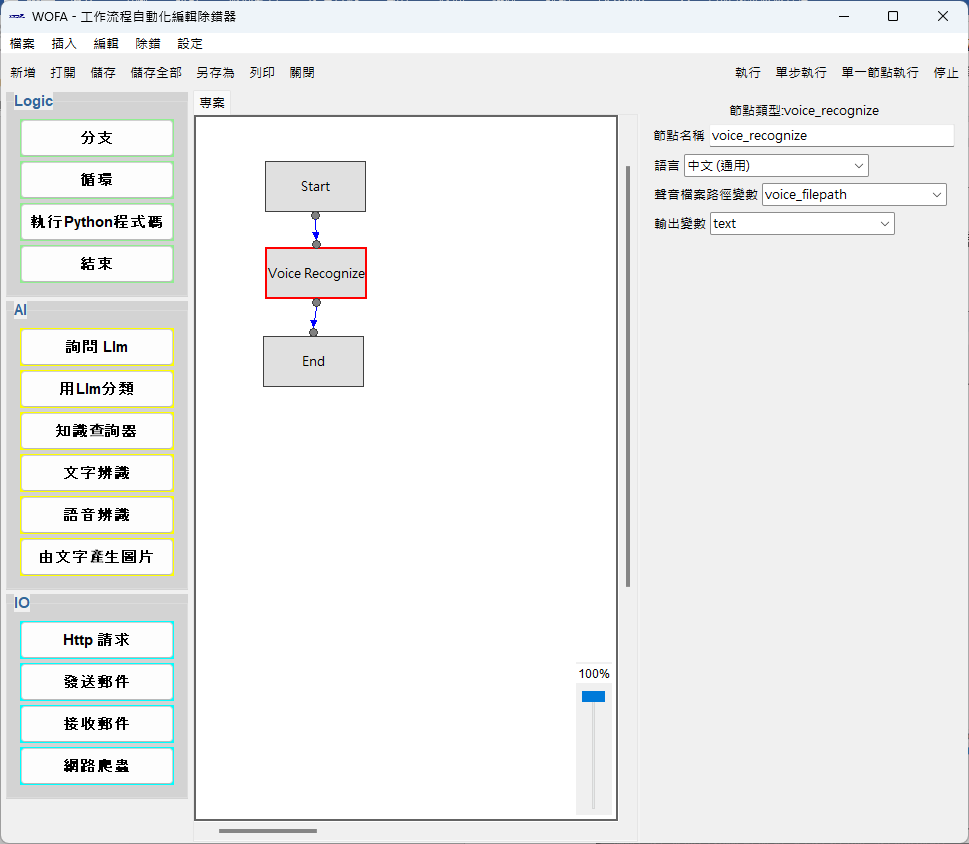 WOFA - 工作流程自動化編輯除錯器
檔案 插入 編輯 除錯 設定
新增 打開 儲存 儲存全部 另存為 列印 關閉 執行 單步執行 單一節點執行 停止
Logic
分支
循環
執行Python程式碼
結束
AI
詢問 Llm
用Llm分類
知識查詢器
文字辨識
語音辨識
由文字產生圖片
IO
Http 請求
發送郵件
接收郵件
網路爬蟲
專案
Start
Voice Recognize
End
100%
節點類型:voice_recognize
節點名稱 voice_recognize
語言 中文 (通用)
聲音檔案路徑變數 voice_filepath
輸出變數 text